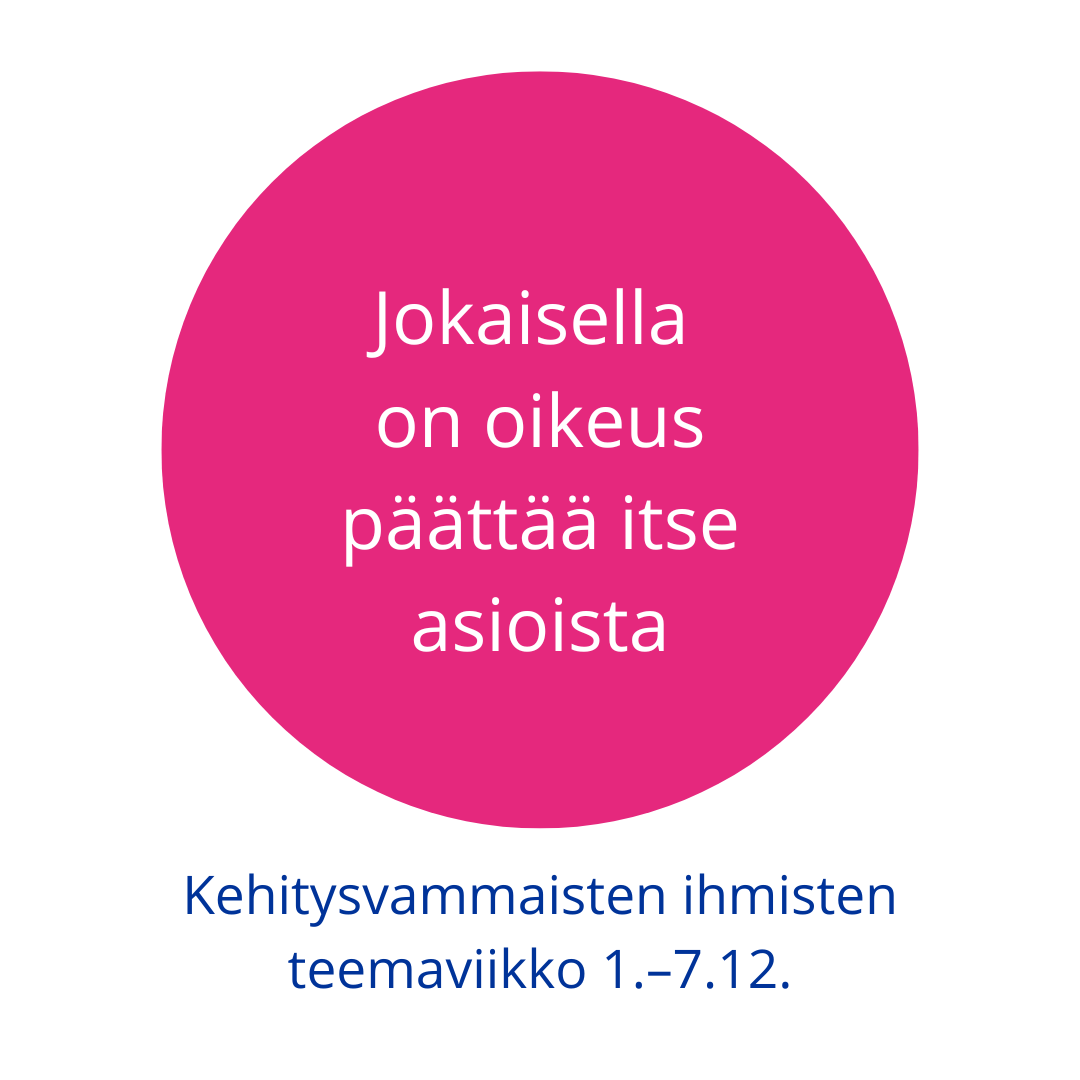 Jokaisella
on oikeus
päättää itse
asioista
Kehitysvammaisten ihmisten
teemaviikko 1.–7.12.